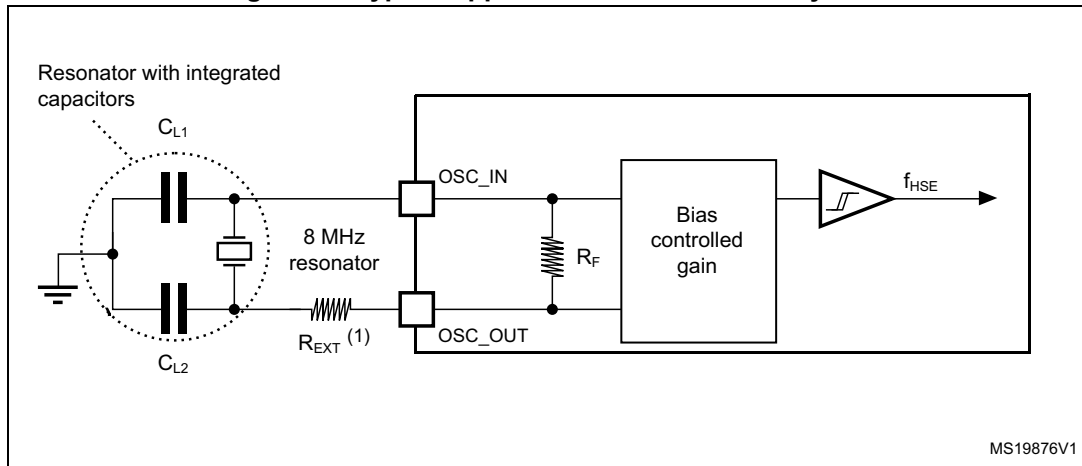 Resonator with integrated
capacitors
CL1
OSC_IN
fHSE
8 MHz
resonator
RF
Bias
controlled
gain
REXT (1)
OSC_OUT
CL2
MS19876V1